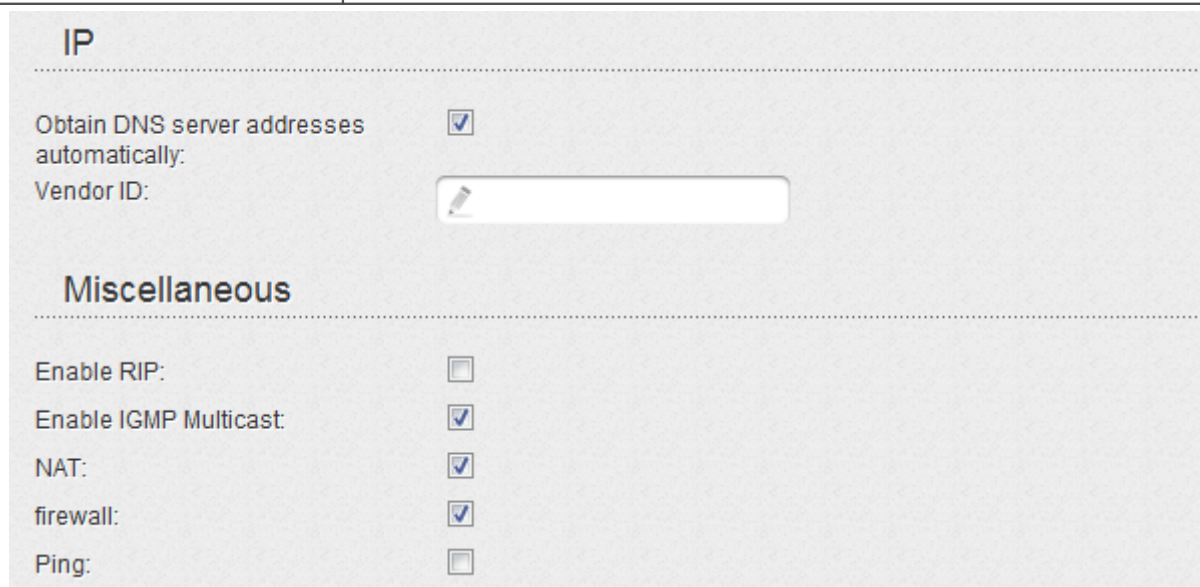 IP
Obtain DNS server addresses
automatically:
Vendor ID:
Miscellaneous
Enable RIP:
Enable IGMP Multicast:
NAT:
firewall:
Ping: